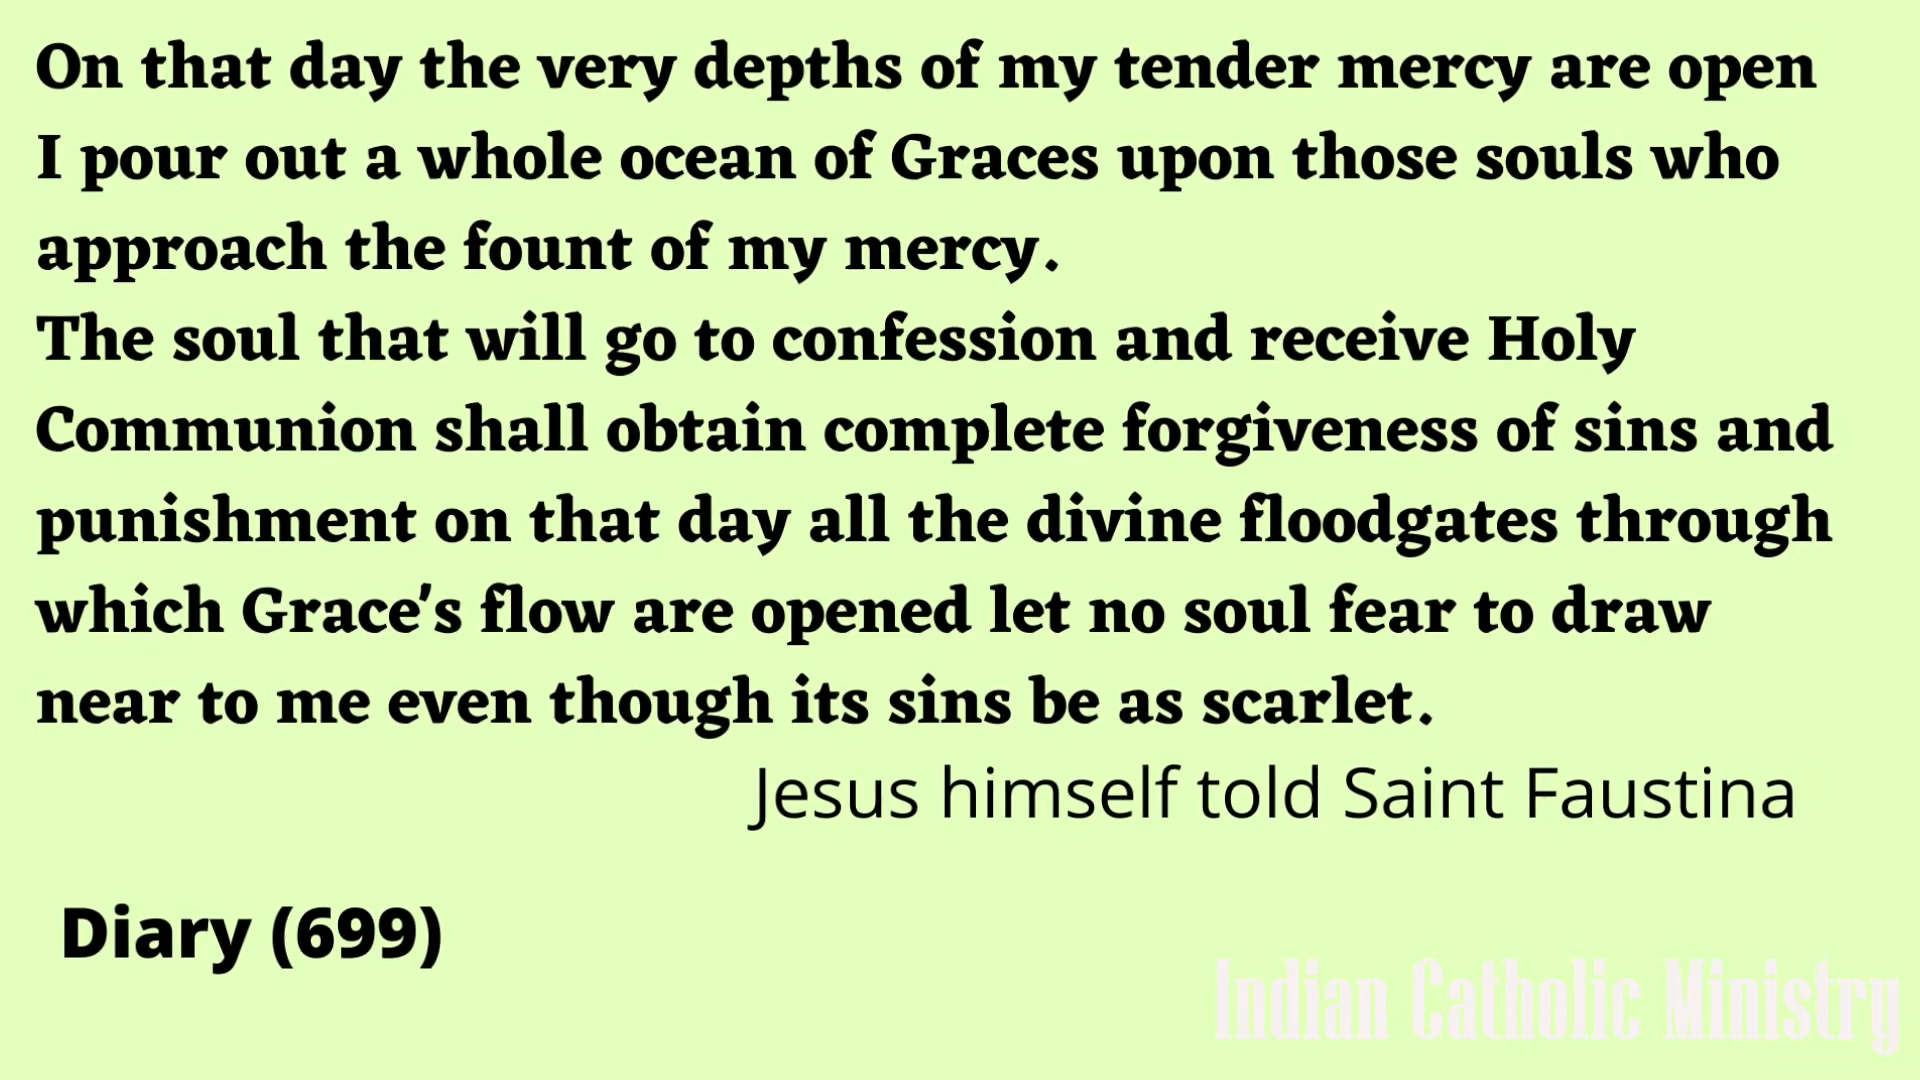 On that day the very depths of my tender mercy are open
I pour out a whole ocean of Graces upon those souls who
approach the fount of my mercy.
The soul that will go to confession and receive Holy
Communion shall obtain complete forgiveness of sins and
punishment on that day all the divine floodgates through
which Grace's flow are opened let no soul fear to draw
near to me even though its sins be as scarlet.
Jesus himself told Saint Faustina
Diary (699)
Indian Catholic Ministry